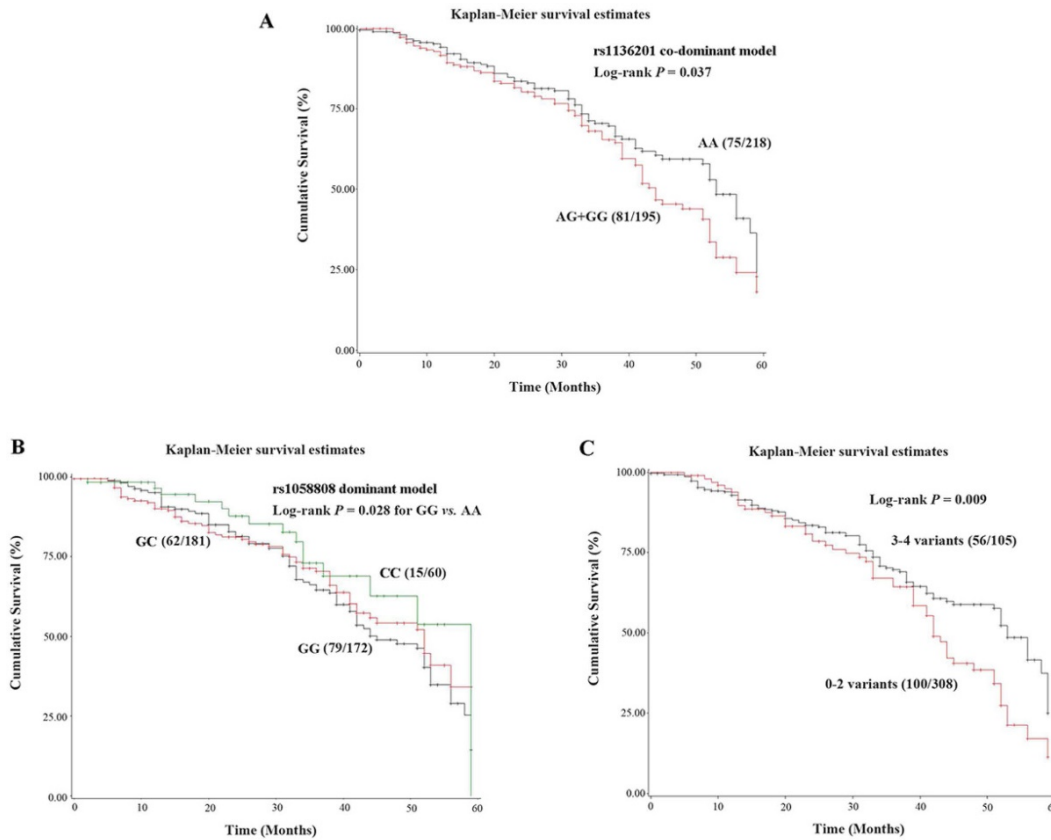 A
Kaplan-Meier survival estimates
rs1136201 co-dominant model
Log-rank P = 0.037
AA (75/218)
AG+GG (81/195)
Cumulative Survival (%)
100.00
75.00
50.00
25.00
0.00
0 10 20 30 40 50 60
Time (Months)
B
Kaplan-Meier survival estimates
rs1058808 dominant model
Log-rank P = 0.028 for GG vs. AA
GC (62/181)
CC (15/60)
GG (79/172)
Cumulative Survival (%)
100.00
75.00
50.00
25.00
0.00
0 10 20 30 40 50 60
Time (Months)
C
Kaplan-Meier survival estimates
Log-rank P = 0.009
3-4 variants (56/105)
0-2 variants (100/308)
Cumulative Survival (%)
100.00
75.00
50.00
25.00
0.00
0 10 20 30 40 50 60
Time (Months)